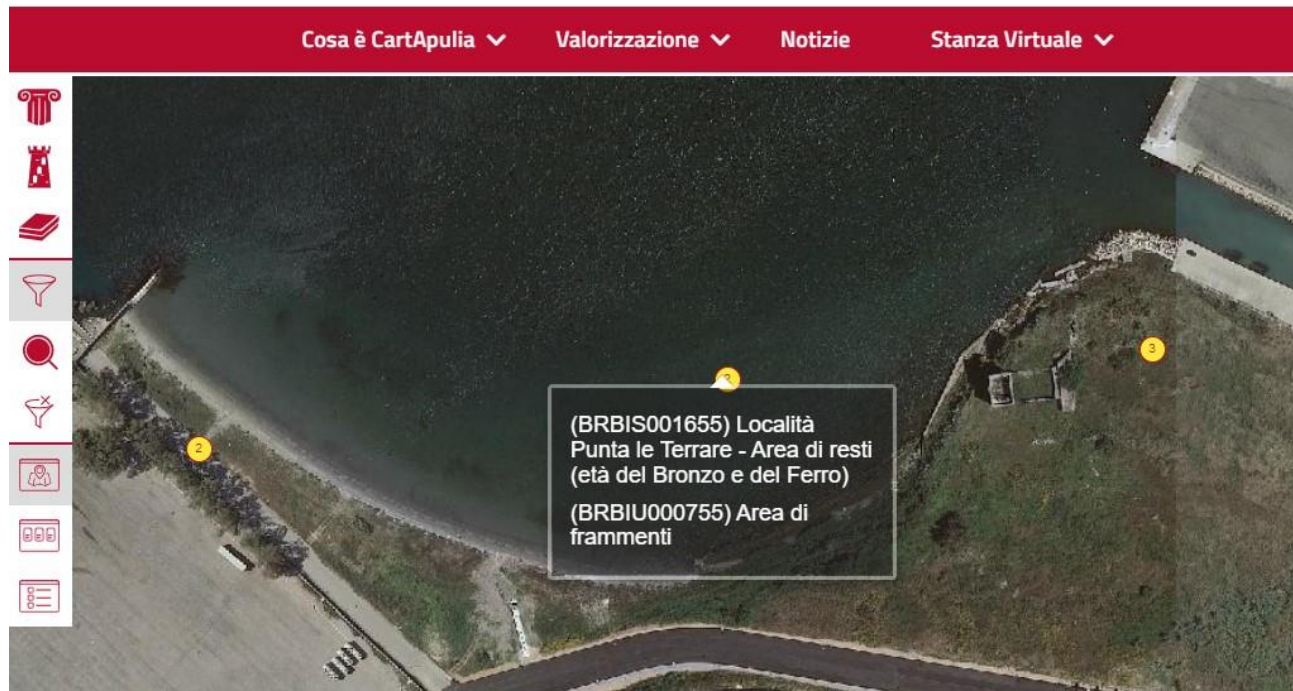 Cosa è CartApulia
Valorizzazione
Notizie
Stanza Virtuale
3
2
(BRBIS001655) Località
Punta le Terrare - Area di resti
(età del Bronzo e del Ferro)
(BRBIU000755) Area di
frammenti